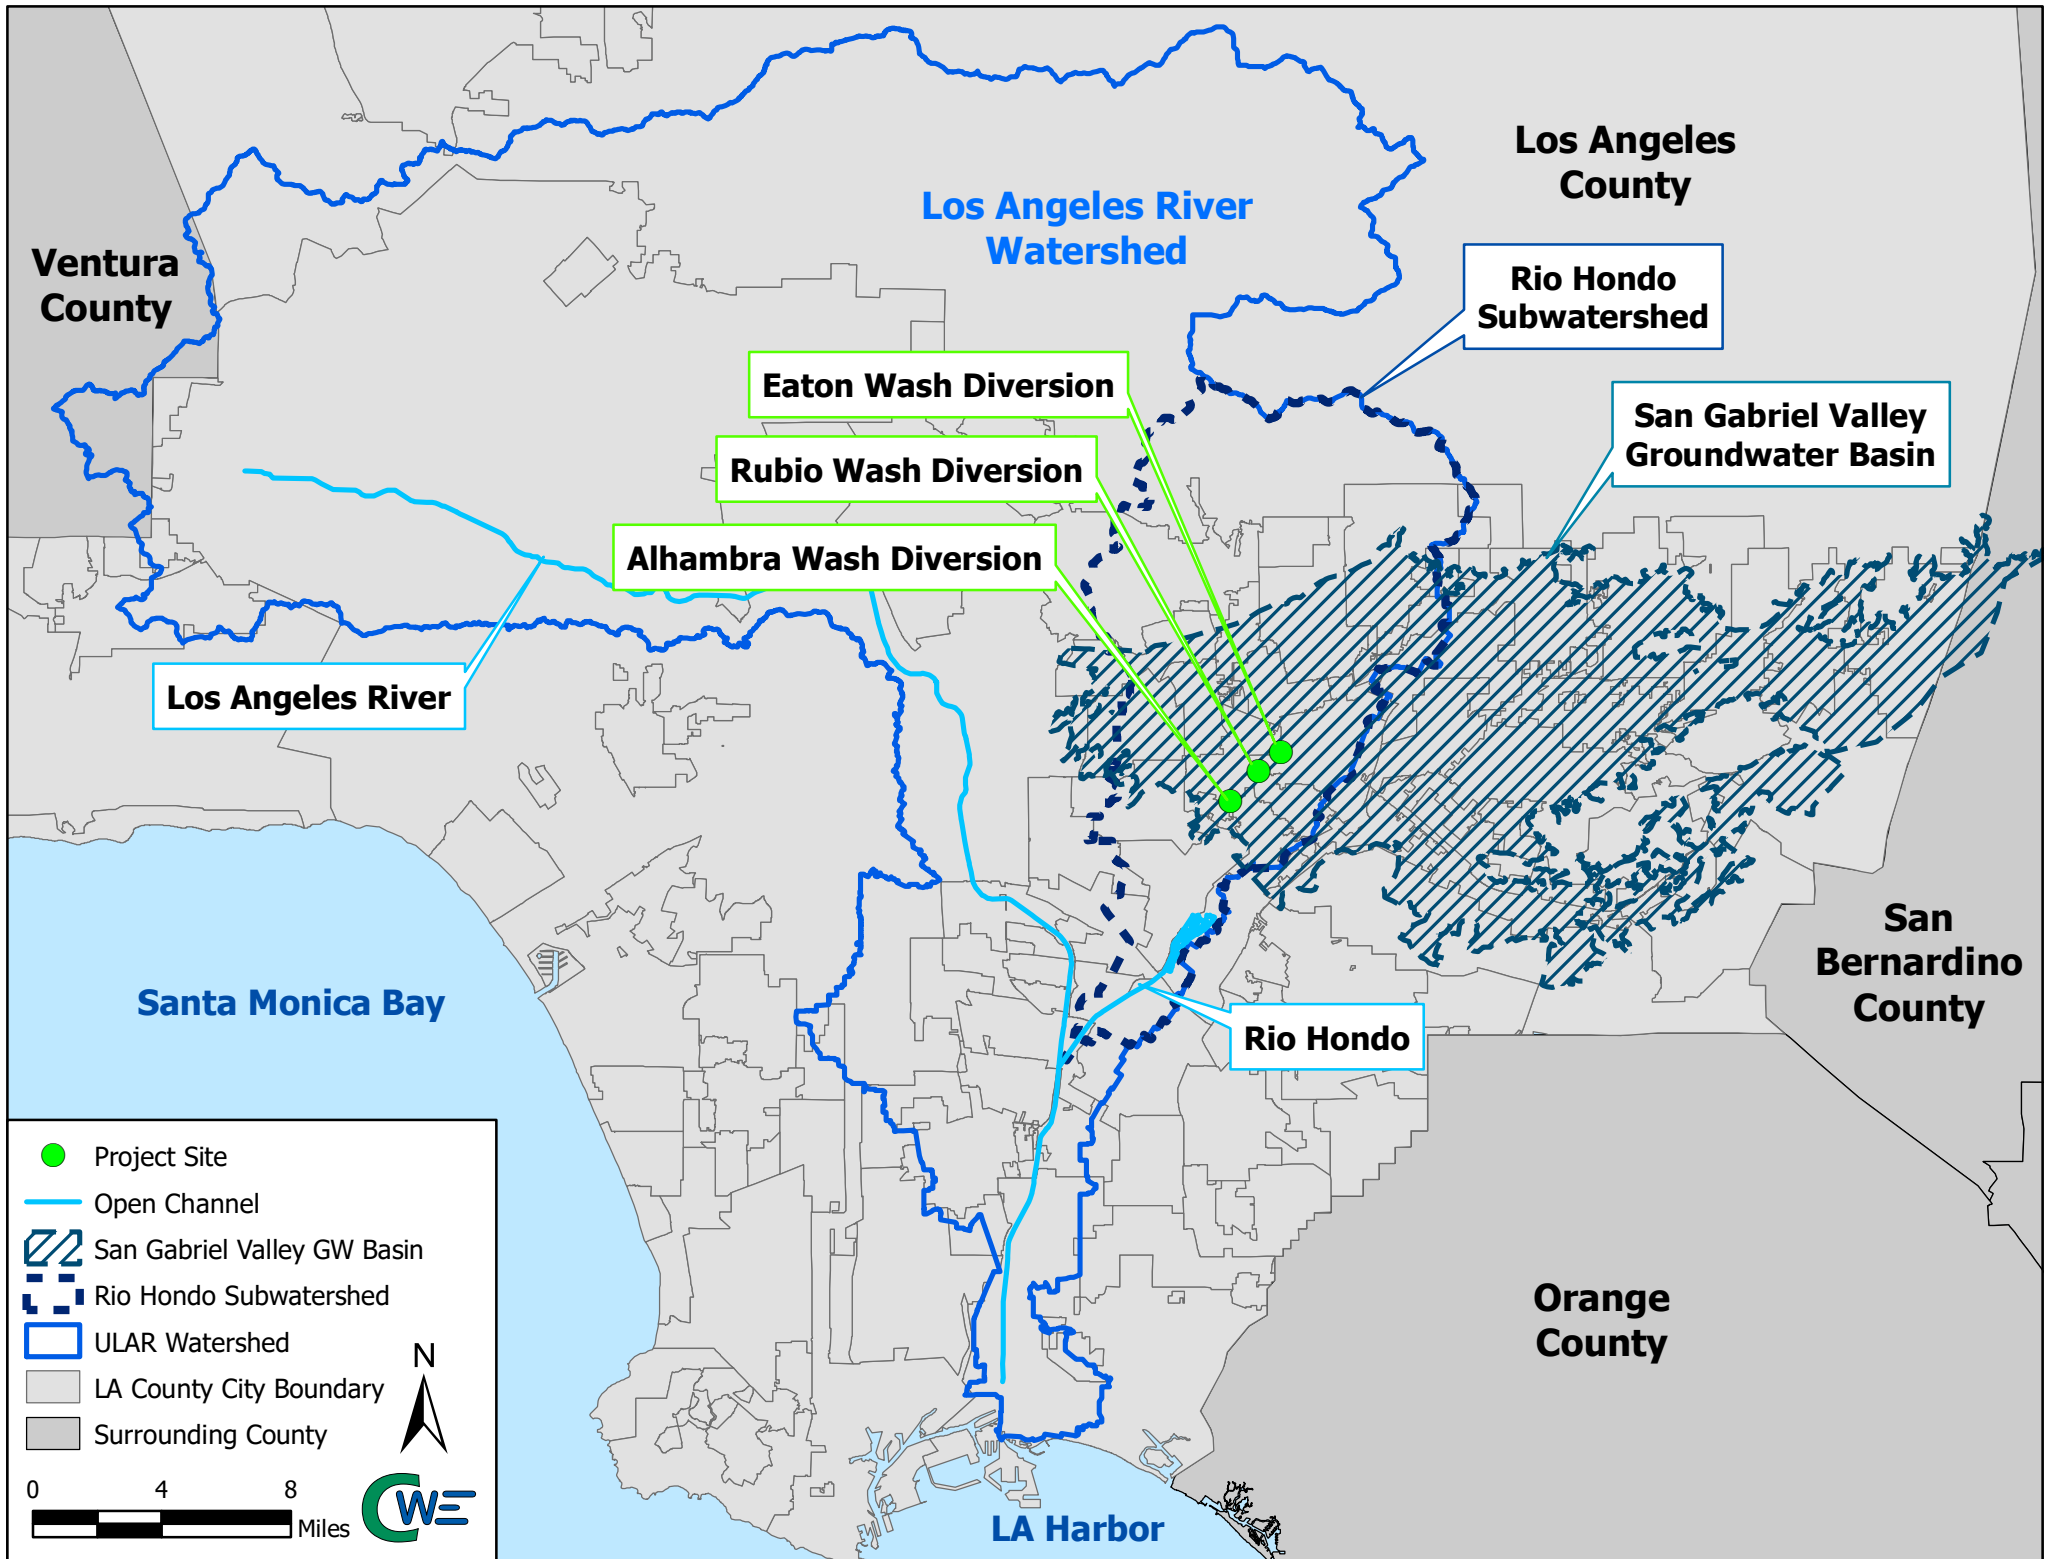 Los Angeles
County
Los Angeles River
Watershed
Ventura
County
Rio Hondo
Subwatershed
Eaton Wash Diversion
San Gabriel Valley
Groundwater Basin
Rubio Wash Diversion
Alhambra Wash Diversion
Los Angeles River
San
Bernardino
County
Santa Monica Bay
Rio Hondo
Orange
County
LA Harbor
Project Site
Open Channel
San Gabriel Valley GW Basin
Rio Hondo Subwatershed
ULAR Watershed
LA County City Boundary
Surrounding County
N
0 4 8
Miles
CWE